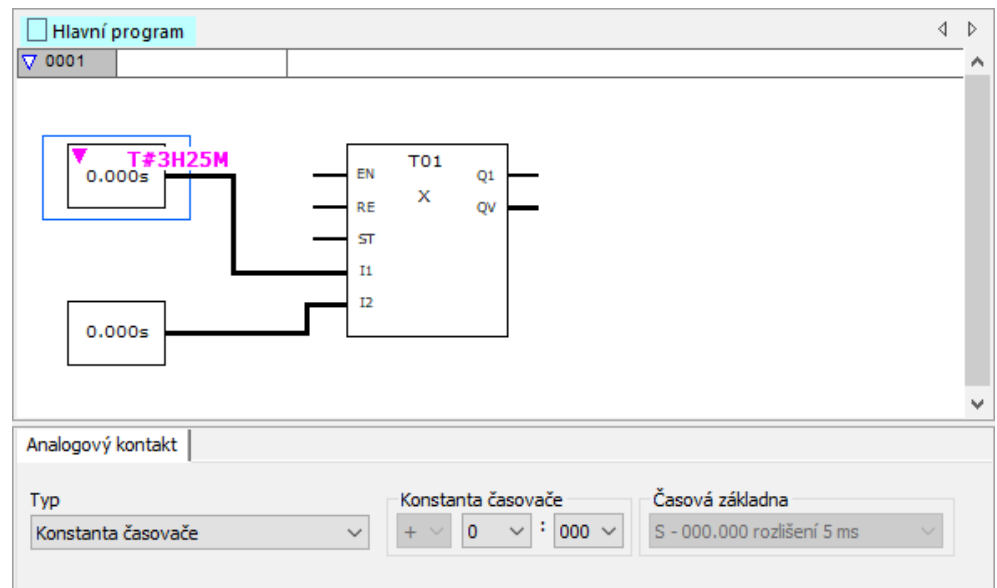 Hlavní program
0001
T#3H25M
0.000s
T01
X
EN
Q1
RE
QV
ST
I1
I2
0.000s
Analogový kontakt
Typ
Konstanta časovače
Časová základna
Konstanta časovače
+ 0 : 000
S - 000.000 rozlišení 5 ms